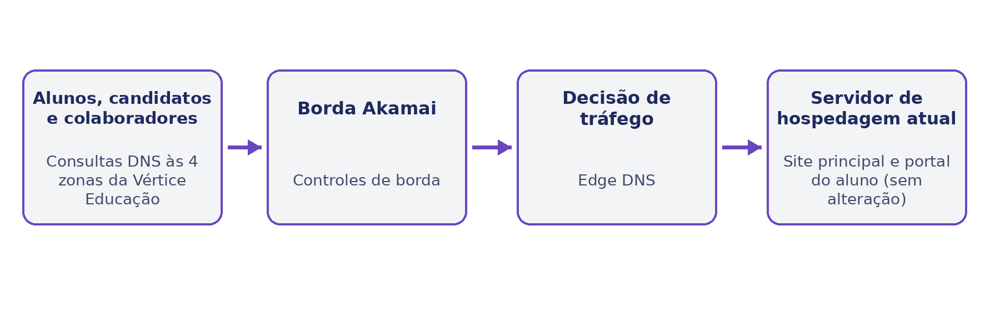 Alunos, candidatos
e colaboradores
Consultas DNS às 4
zonas da Vértice
Educação
Borda Akamai
Controles de borda
Decisão de
tráfego
Edge DNS
Servidor de
hospedagem atual
Site principal e portal
do aluno (sem
alteração)